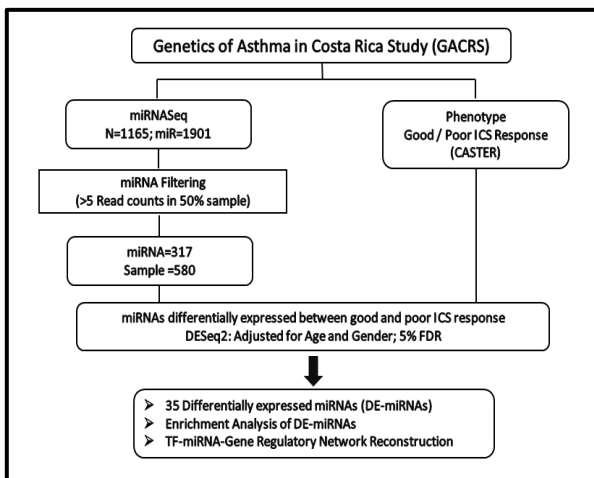 Genetics of Asthma in Costa Rica Study (GACRS)
miRNASeq
N=1165; miR=1901
Phenotype
Good / Poor ICS Response
(CASTER)
miRNA Filtering
(>5 Read counts in 50% sample)
miRNA=317
Sample =580
miRNAs differentially expressed between good and poor ICS response
DESeq2: Adjusted for Age and Gender; 5% FDR
➢ 35 Differentially expressed miRNAs (DE-miRNAs)
➢ Enrichment Analysis of DE-miRNAs
➢ TF-miRNA-Gene Regulatory Network Reconstruction